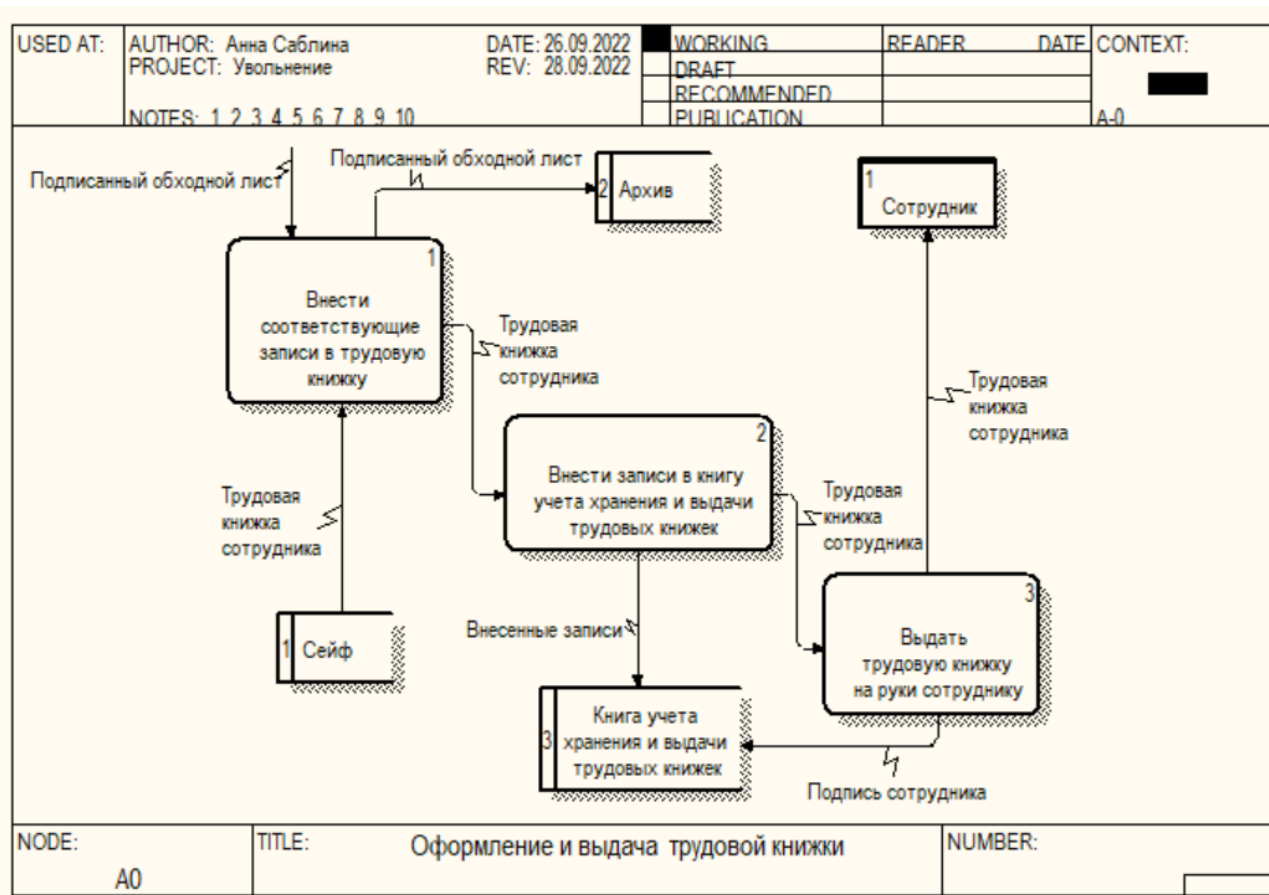 USED AT:
AUTHOR: Анна Саблина
DATE: 26.09.2022
PROJECT: Увольнение
REV: 28.09.2022
NOTES: 1 2 3 4 5 6 7 8 9 10
WORKING
DRAFT
RECOMMENDED
PUBLICATION
READER
DATE
CONTEXT:
A-0
Подписанный обходной лист
Подписанный обходной лист
2 Архив
1
Сотрудник
1
Внести
соответствующие
записи в трудовую
книжку
Трудовая
книжка
сотрудника
Трудовая
книжка
сотрудника
2
Внести записи в книгу
учета хранения и выдачи
трудовых книжек
Трудовая
книжка
сотрудника
Трудовая
книжка
сотрудника
1 Сейф
Внесенные записи
3
Выдать
трудовую книжку
на руки сотруднику
3
Книга учета
хранения и выдачи
трудовых книжек
Подпись сотрудника
NODE:
A0
TITLE:
Оформление и выдача трудовой книжки
NUMBER: